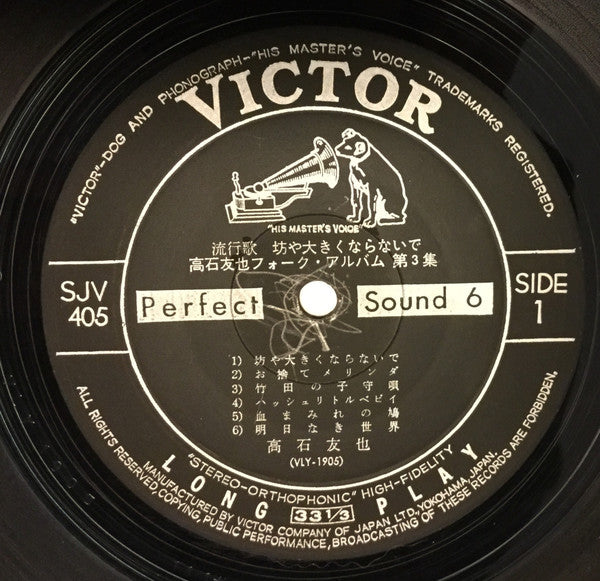 "VICTOR"-DOG AND PHONOGRAPH-"HIS MASTER'S VOICE" TRADEMARKS REGISTERED.
VICTOR
"HIS MASTER'S VOICE"
流行歌 坊や大きくならないで
高石友也フォーク・アルバム 第3集
SJV
405
Perfect Sound 6
SIDE
1
1) 坊や大きくならないで
2) お捨てメリンダ
3) 竹田の子守唄
4) ハッシュリトルベビイ
5) 血まみれの鳩
6) 明日なき世界
高石友也
(VLY-1905)
"STEREO-ORTHOPHONIC" HIGH-FIDELITY
LONG 33 1/3 PLAY
MANUFACTURED BY VICTOR COMPANY OF JAPAN LTD., YOKOHAMA, JAPAN.
ALL RIGHTS RESERVED, COPYING, PUBLIC PERFORMANCE, BROADCASTING OF THESE RECORDS ARE FORBIDDEN.